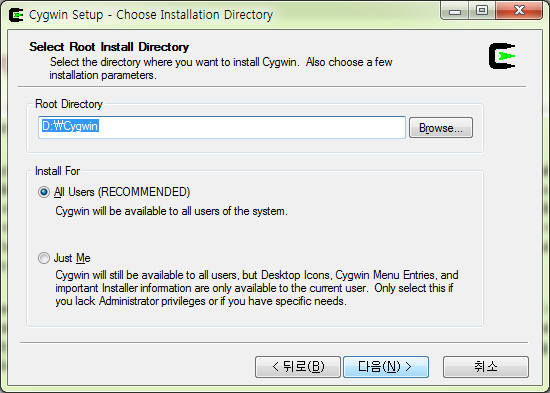 Cygwin Setup - Choose Installation Directory
Select Root Install Directory
Select the directory where you want to install Cygwin.  Also choose a few
installation parameters.
Root Directory
D:₩Cygwin
Browse...
Install For
All Users (RECOMMENDED)
Cygwin will be available to all users of the system.
Just Me
Cygwin will still be available to all users, but Desktop Icons, Cygwin Menu Entries, and
important Installer information are only available to the current user.  Only select this if
you lack Administrator privileges or if you have specific needs.
< 뒤로(B)
다음(N) >
취소